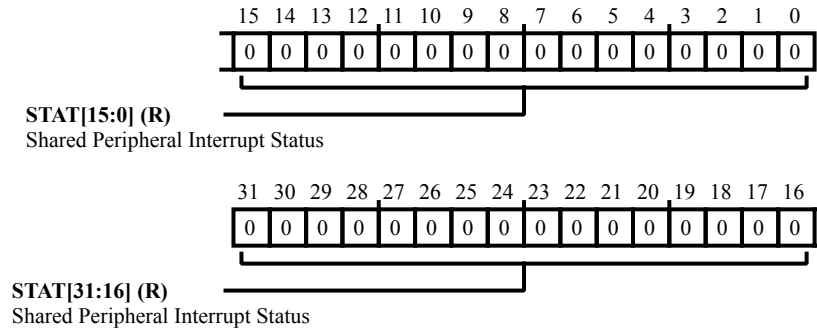 15 14 13 12 11 10 9 8 7 6 5 4 3 2 1 0
0 0 0 0 0 0 0 0 0 0 0 0 0 0 0 0
STAT[15:0] (R)
Shared Peripheral Interrupt Status
31 30 29 28 27 26 25 24 23 22 21 20 19 18 17 16
0 0 0 0 0 0 0 0 0 0 0 0 0 0 0 0
STAT[31:16] (R)
Shared Peripheral Interrupt Status